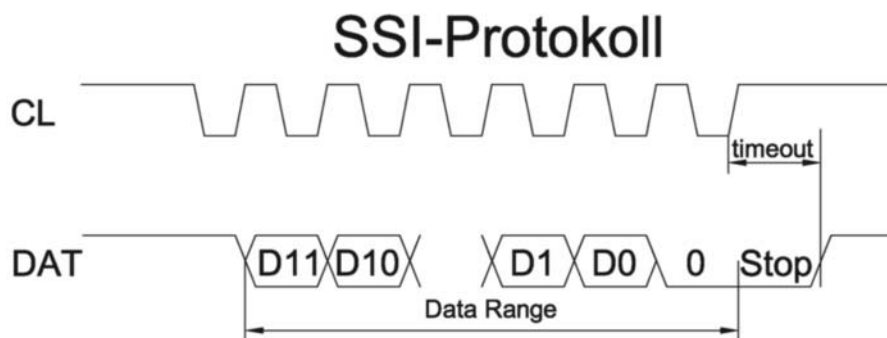 SSI-Protokoll
CL
timeout
DAT D11 D10 D1 D0 0 Stop
Data Range